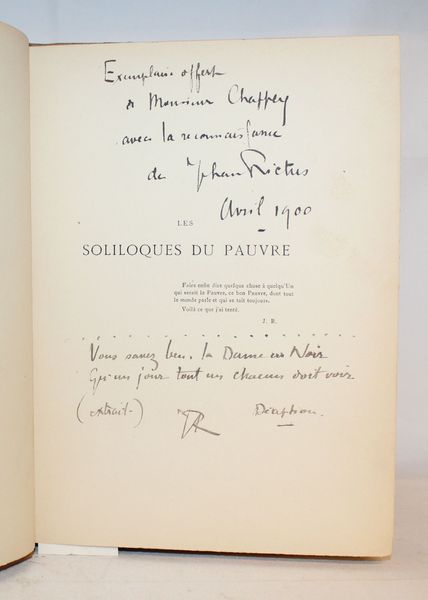 Exemplaire offert
à Monsieur Chaffey
avec la reconnaissance
de Jehan Rictus
Avril 1900
LES
SOLILOQUES DU PAUVRE
Faire enfin dire quelque chose à quelqu'Un
qui serait le Pauvre, ce bon Pauvre, dont tout
le monde parle et qui se tait toujours.
Voilà ce que j'ai tenté.
J. R.
Vous savez ben, la Dame en Noir
Qu'un jour tout un chacun doit voir
(extrait.)
JR